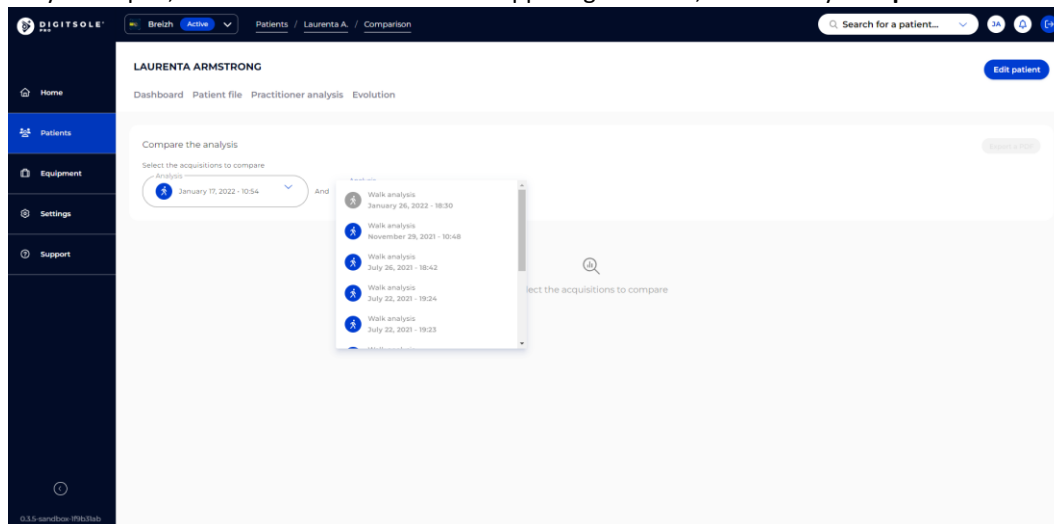 DIGITSOLE
PRO
Breizh Active
Patients / Laurenta A. / Comparison
Search for a patient...
JA
LAURENTA ARMSTRONG
Edit patient
Dashboard Patient file Practitioner analysis Evolution
Home
Patients
Equipment
Settings
Support
Compare the analysis
Select the acquisitions to compare
Analysis
January 17, 2022 - 10:54
And
Walk analysis
January 26, 2022 - 18:30
Walk analysis
November 29, 2021 - 10:48
Walk analysis
July 26, 2021 - 18:42
Walk analysis
July 22, 2021 - 19:24
Walk analysis
July 22, 2021 - 19:23
the acquisitions to compare